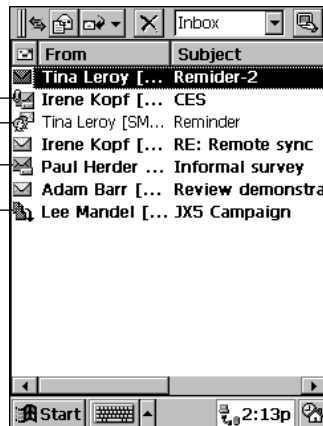 Inbox
From Subject
Tina Leroy [... Remider-2
Irene Kopf [... CES
Tina Leroy [SM... Reminder
Irene Kopf [... RE: Remote sync
Paul Herder ... Informal survey
Adam Barr [... Review demonstra
Lee Mandel [... JX5 Campaign
Start 2:13p